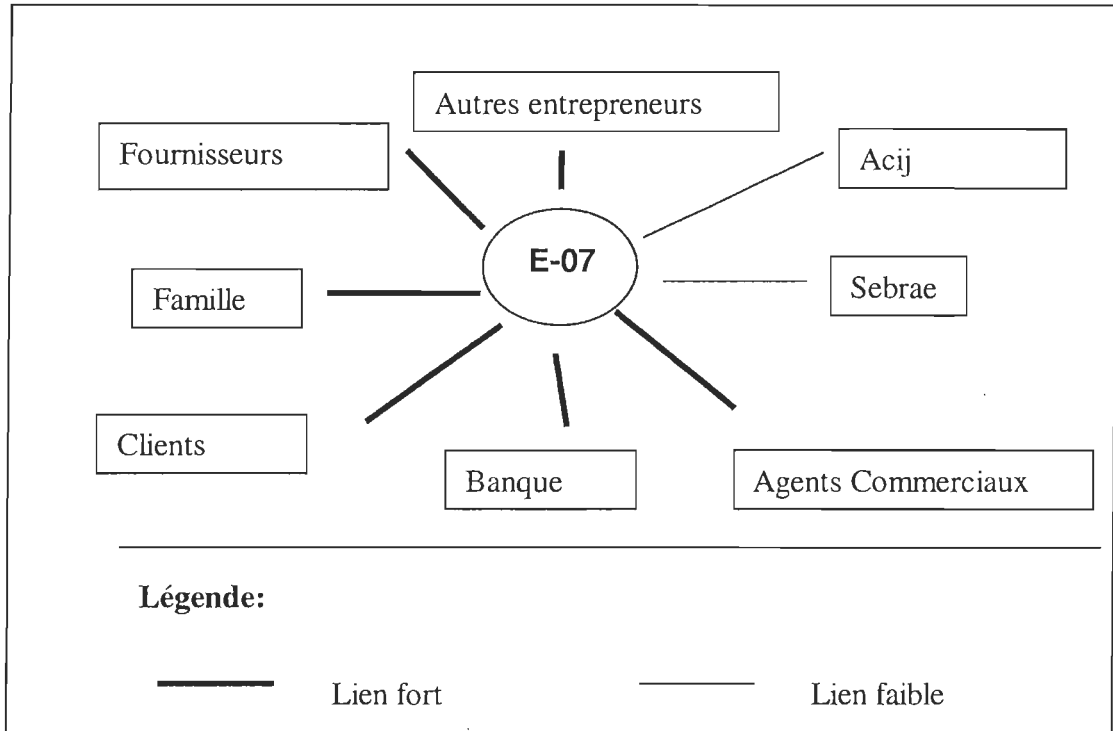 Autres entrepreneurs
Fournisseurs
Acij
E-07
Famille
Sebrae
Clients
Banque
Agents Commerciaux
Légende:
Lien fort
Lien faible